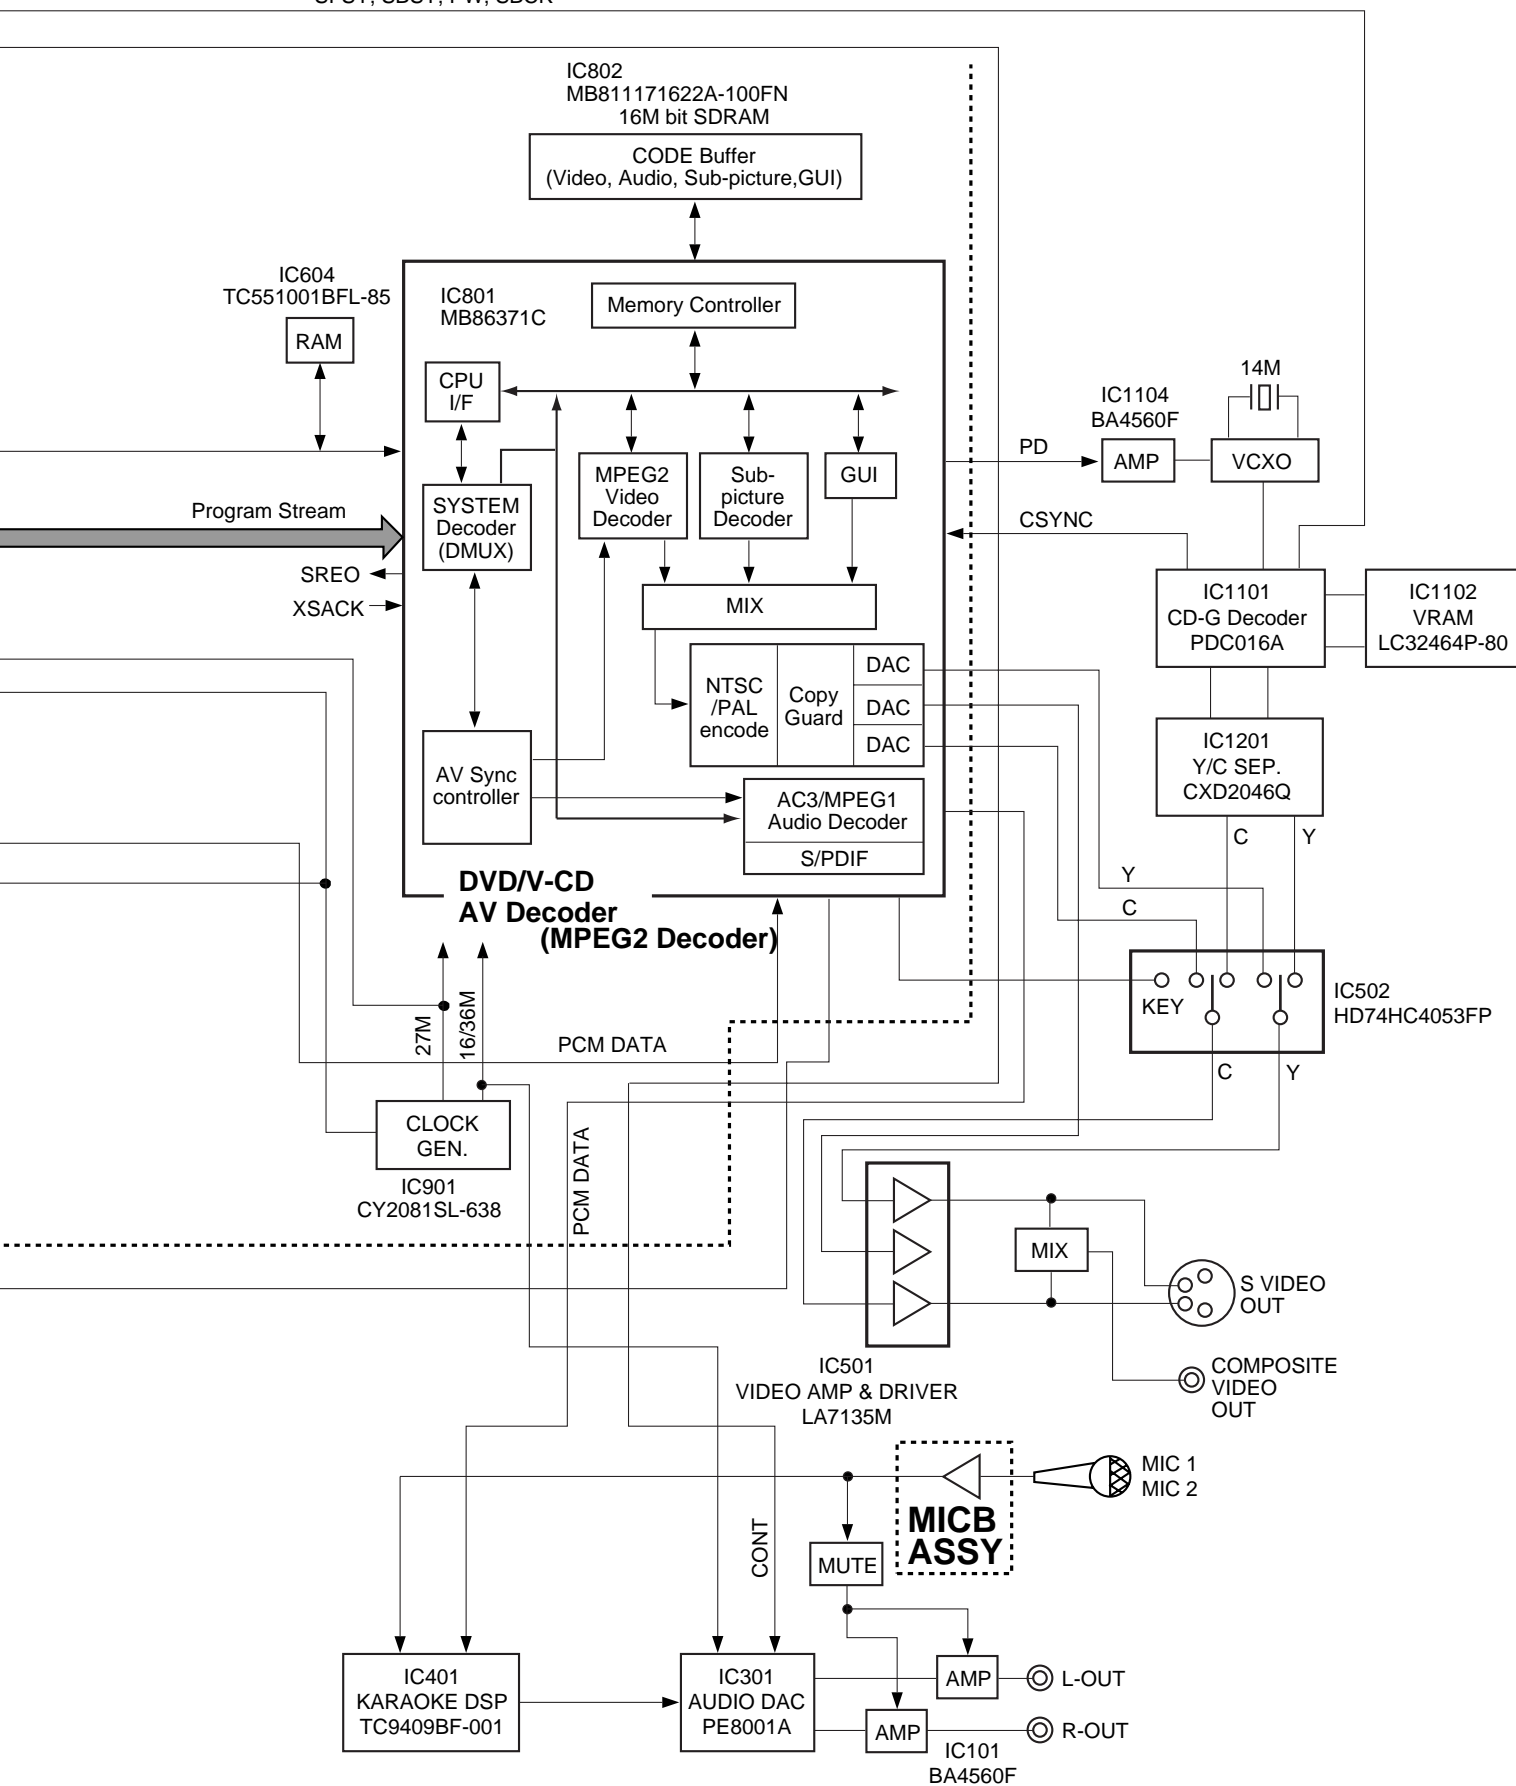 IC802
MB811171622A-100FN
16M bit SDRAM
CODE Buffer
(Video, Audio, Sub-picture,GUI)
IC604
TC551001BFL-85
RAM
IC801
MB86371C
Memory Controller
CPU
I/F
14M
IC1104
BA4560F
PD
AMP
VCXO
MPEG2
Video
Decoder
Sub-
picture
Decoder
GUI
SYSTEM
Decoder
(DMUX)
Program Stream
CSYNC
SREO
XSACK
MIX
IC1101
CD-G Decoder
PDC016A
IC1102
VRAM
LC32464P-80
NTSC
/PAL
encode
Copy
Guard
DAC
DAC
DAC
IC1201
Y/C SEP.
CXD2046Q
AV Sync
controller
AC3/MPEG1
Audio Decoder
S/PDIF
C
Y
Y
C
DVD/V-CD
AV Decoder
(MPEG2 Decoder)
KEY
IC502
HD74HC4053FP
27M
16/36M
PCM DATA
C
Y
CLOCK
GEN.
IC901
CY2081SL-638
PCM DATA
MIX
S VIDEO
OUT
IC501
VIDEO AMP & DRIVER
LA7135M
COMPOSITE
VIDEO
OUT
MIC 1
MIC 2
MICB
ASSY
CONT
MUTE
IC401
KARAOKE DSP
TC9409BF-001
IC301
AUDIO DAC
PE8001A
AMP
L-OUT
AMP
R-OUT
IC101
BA4560F